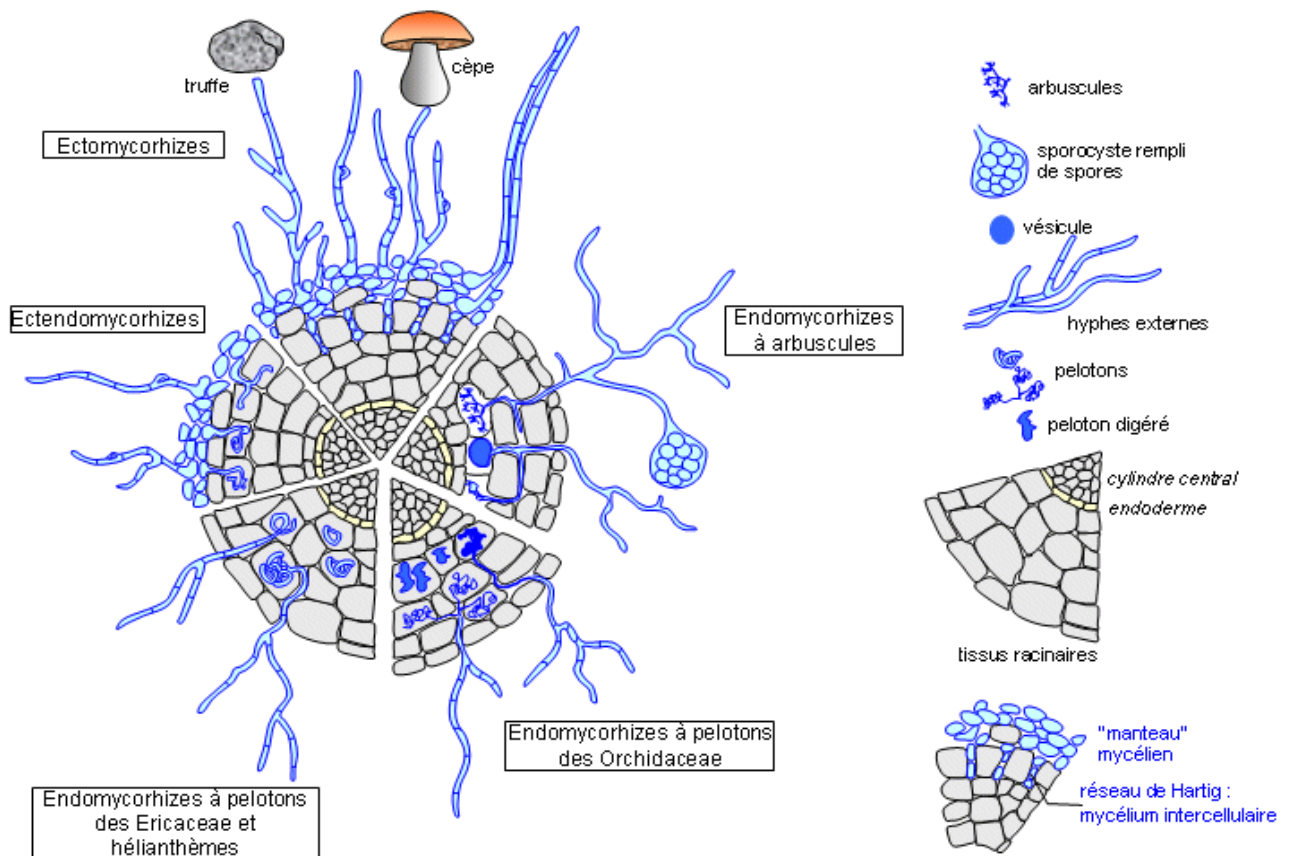 truffe
cèpe
Ectomycorhizes
Ectendomycorhizes
Endomycorhizes
à arbuscules
Endomycorhizes à pelotons
des Orchidaceae
Endomycorhizes à pelotons
des Ericaceae et
hélianthèmes
arbuscules
sporocyste rempli
de spores
vésicule
hyphes externes
pelotons
peloton digéré
cylindre central
endoderme
tissus racinaires
"manteau"
mycélien
réseau de Hartig :
mycélium intercellulaire